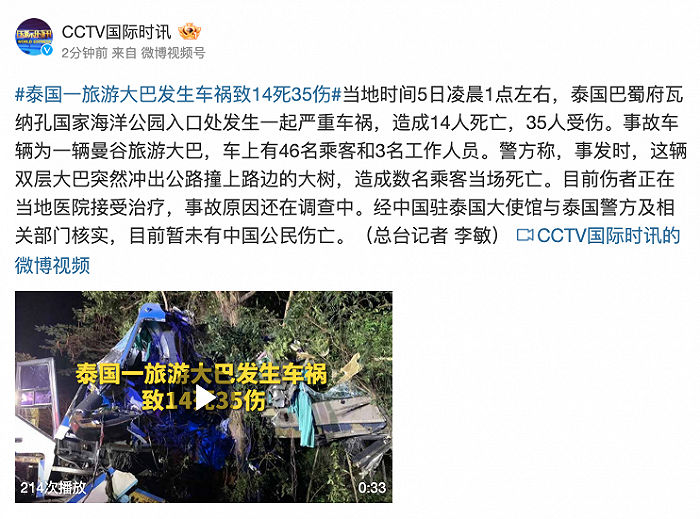 CCTV国际时讯
2分钟前 来自 微博视频号
#泰国一旅游大巴发生车祸致14死35伤#当地时间5日凌晨1点左右，泰国巴蜀府瓦
纳孔国家海洋公园入口处发生一起严重车祸，造成14人死亡，35人受伤。事故车
辆为一辆曼谷旅游大巴，车上有46名乘客和3名工作人员。警方称，事发时，这辆
双层大巴突然冲出公路撞上路边的大树，造成数名乘客当场死亡。目前伤者正在
当地医院接受治疗，事故原因还在调查中。经中国驻泰国大使馆与泰国警方及相
关部门核实，目前暂未有中国公民伤亡。（总台记者 李敏） CCTV国际时讯的
微博视频
泰国一旅游大巴发生车祸
致14死35伤
214次播放
0:33